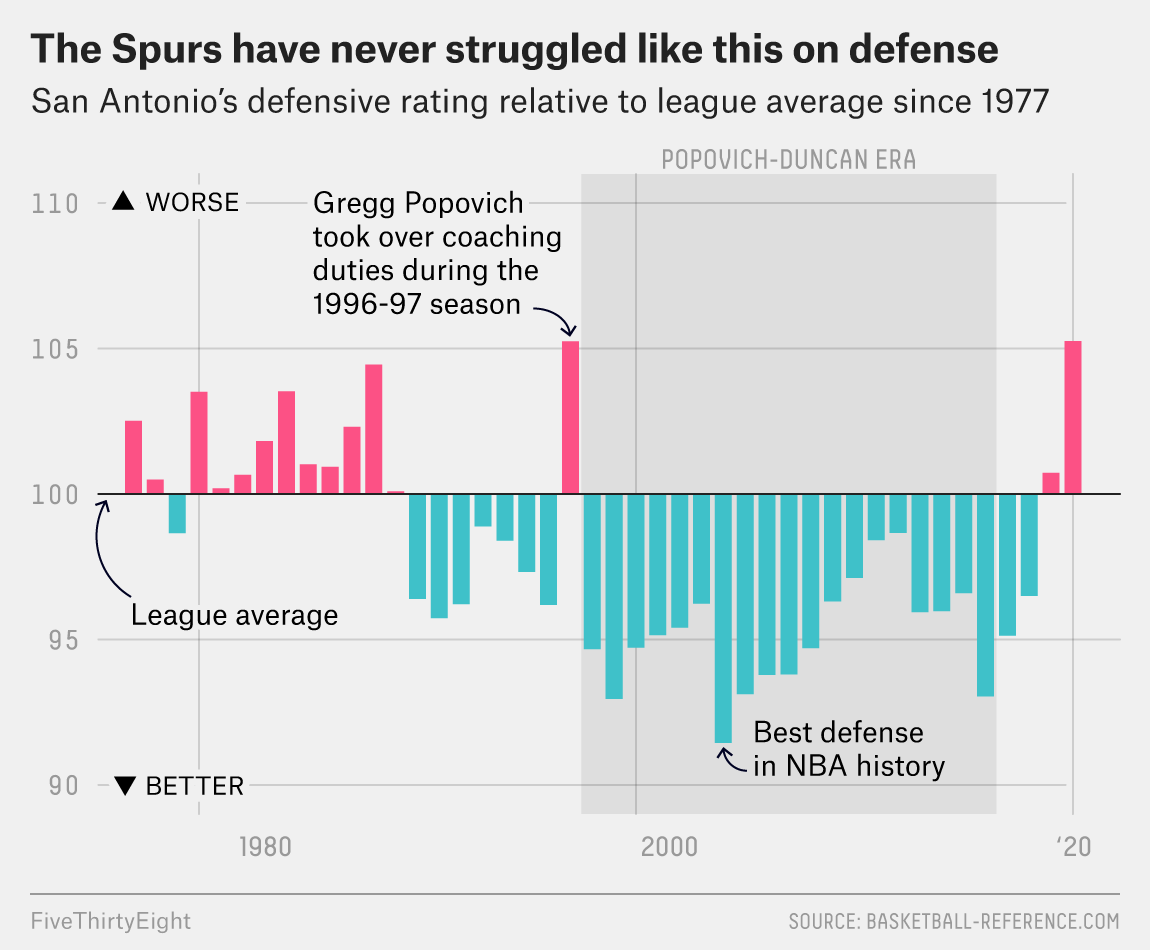 The Spurs have never struggled like this on defense
San Antonio’s defensive rating relative to league average since 1977
POPOVICH-DUNCAN ERA
110
▲ WORSE
Gregg Popovich
took over coaching
duties during the
1996-97 season
105
100
League average
95
Best defense
in NBA history
90
▼ BETTER
1980
2000
‘20
FiveThirtyEight
SOURCE: BASKETBALL-REFERENCE.COM